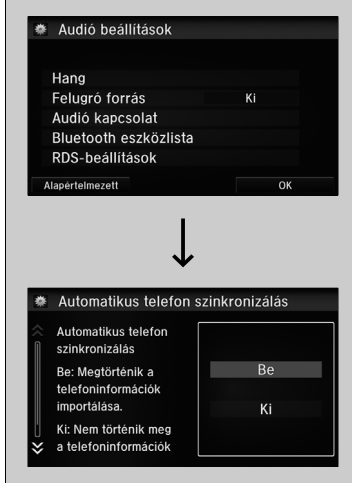 Audió beállítások
Hang
Felugró forrás Ki
Audió kapcsolat
Bluetooth eszközlista
RDS-beállítások
Alapértelmezett OK
Automatikus telefon szinkronizálás
Automatikus telefon
szinkronizálás
Be: Megtörténik a
telefoninformációk
importálása.
Ki: Nem történik meg
a telefoninformációk
Be
Ki